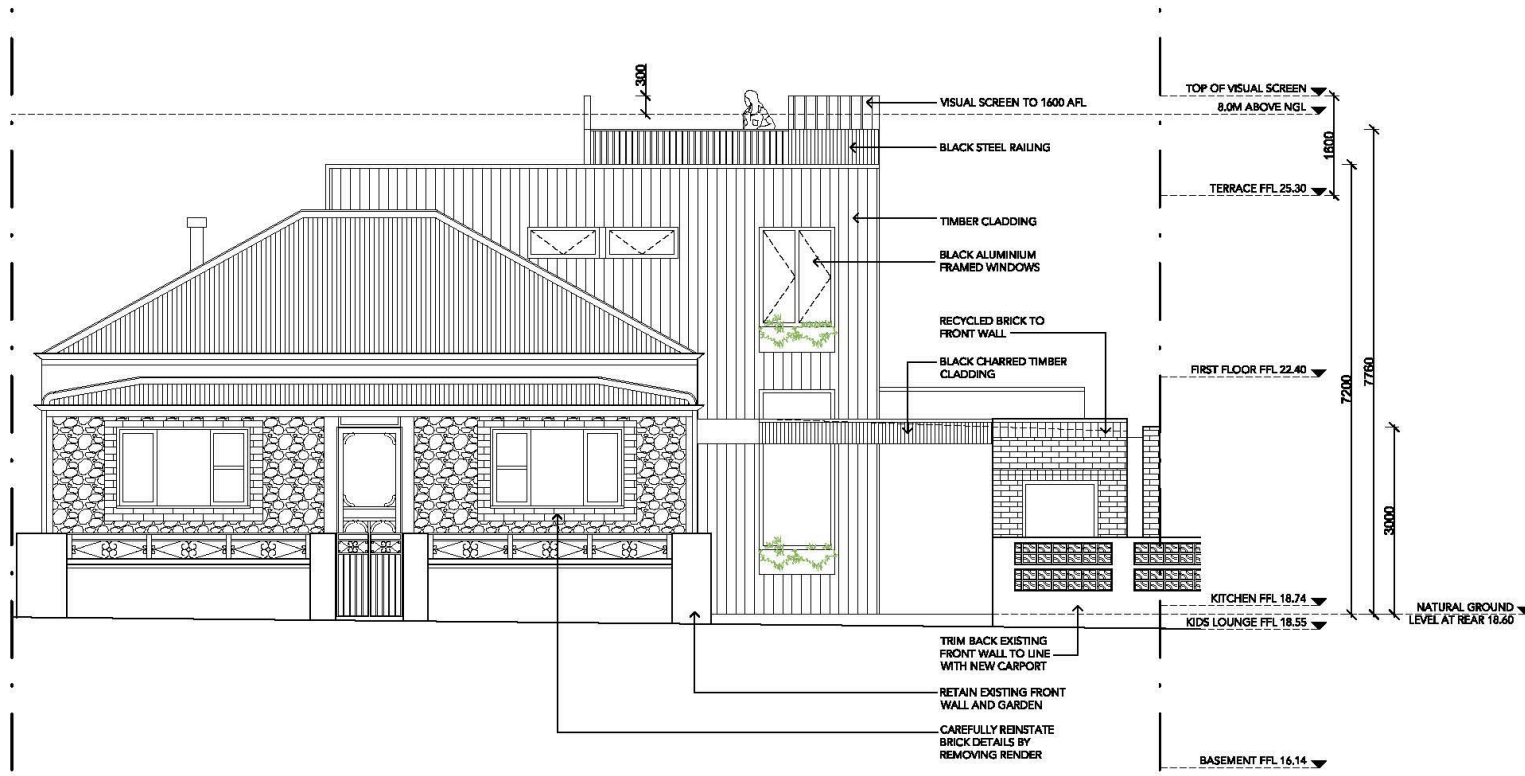 300
VISUAL SCREEN TO 1600 AFL
BLACK STEEL RAILING
TIMBER CLADDING
BLACK ALUMINIUM
FRAMED WINDOWS
RECYCLED BRICK TO
FRONT WALL
BLACK CHARRED TIMBER
CLADDING
TRIM BACK EXISTING
FRONT WALL TO LINE
WITH NEW CARPORT
RETAIN EXISTING FRONT
WALL AND GARDEN
CAREFULLY REINSTATE
BRICK DETAILS BY
REMOVING RENDER
TOP OF VISUAL SCREEN
8.0M ABOVE NGL
1600
TERRACE FFL 25.30
FIRST FLOOR FFL 22.40
7200
7760
3000
KITCHEN FFL 18.74
KIDS LOUNGE FFL 18.55
NATURAL GROUND
LEVEL AT REAR 18.60
BASEMENT FFL 16.14